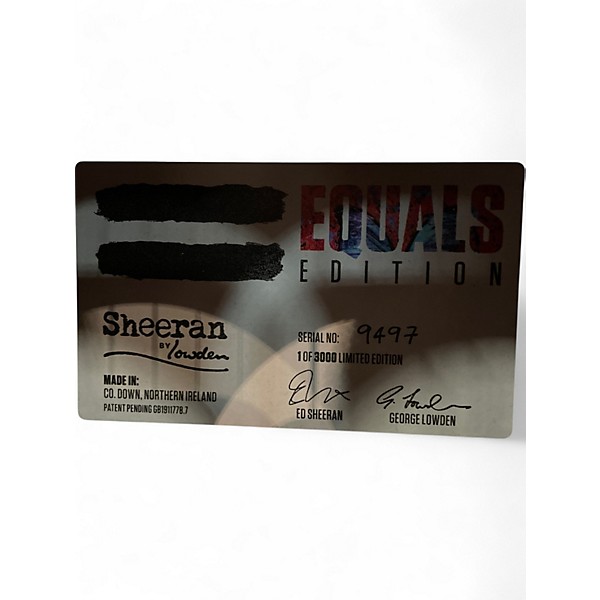 EQUALS
EDITION
Sheeran
BY Lowden
SERIAL NO: 9497
1 OF 3000 LIMITED EDITION
MADE IN:
CO. DOWN, NORTHERN IRELAND
PATENT PENDING GB1911778.7
ED SHEERAN
G. Lowden
GEORGE LOWDEN